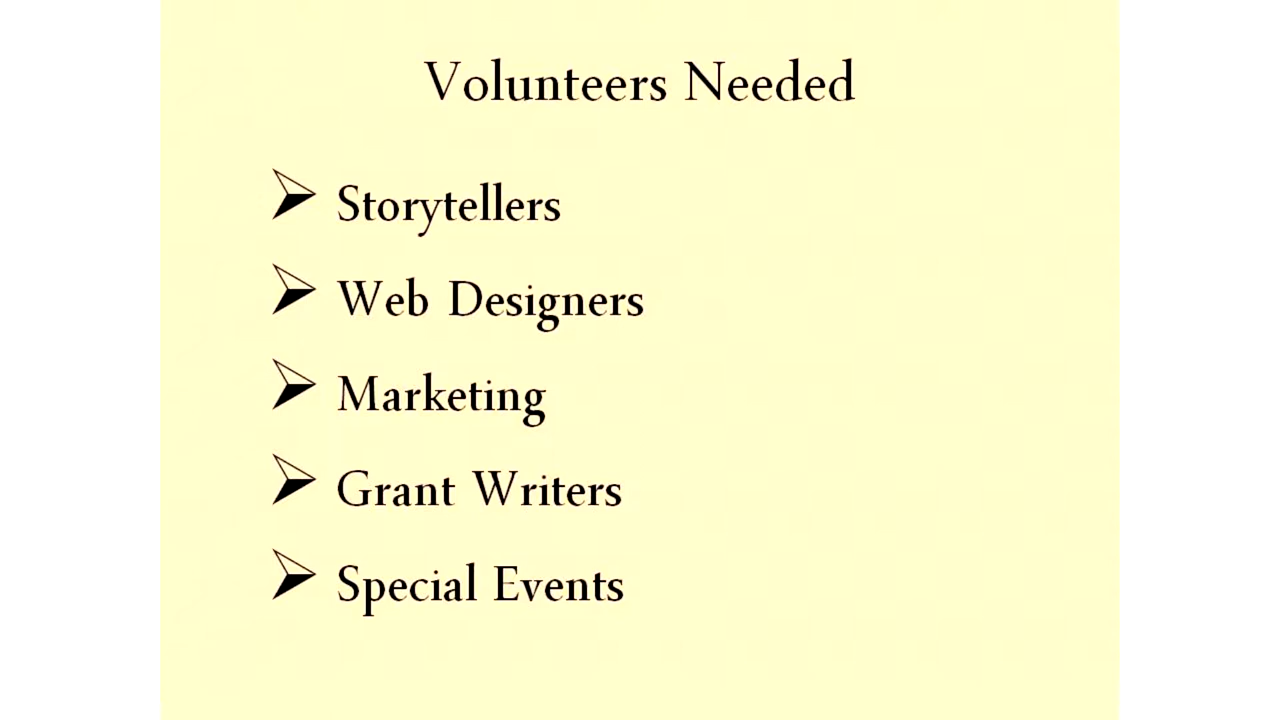 Volunteers Needed
Storytellers
Web Designers
Marketing
Grant Writers
Special Events